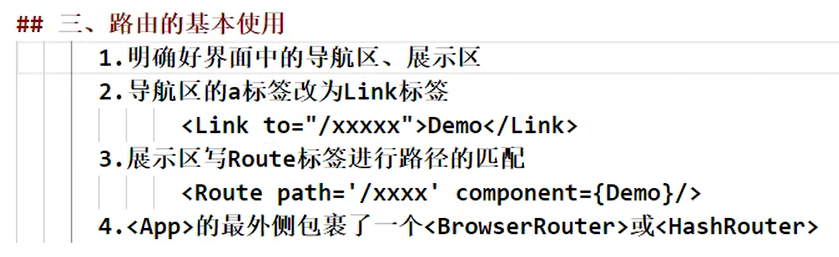 ## 三、路由的基本使用
1.明确好界面中的导航区、展示区
2.导航区的a标签改为Link标签
<Link to="/xxxxx">Demo</Link>
3.展示区写Route标签进行路径的匹配
<Route path='/xxxx' component={Demo}/>
4.<App>的最外侧包裹了一个<BrowserRouter>或<HashRouter>